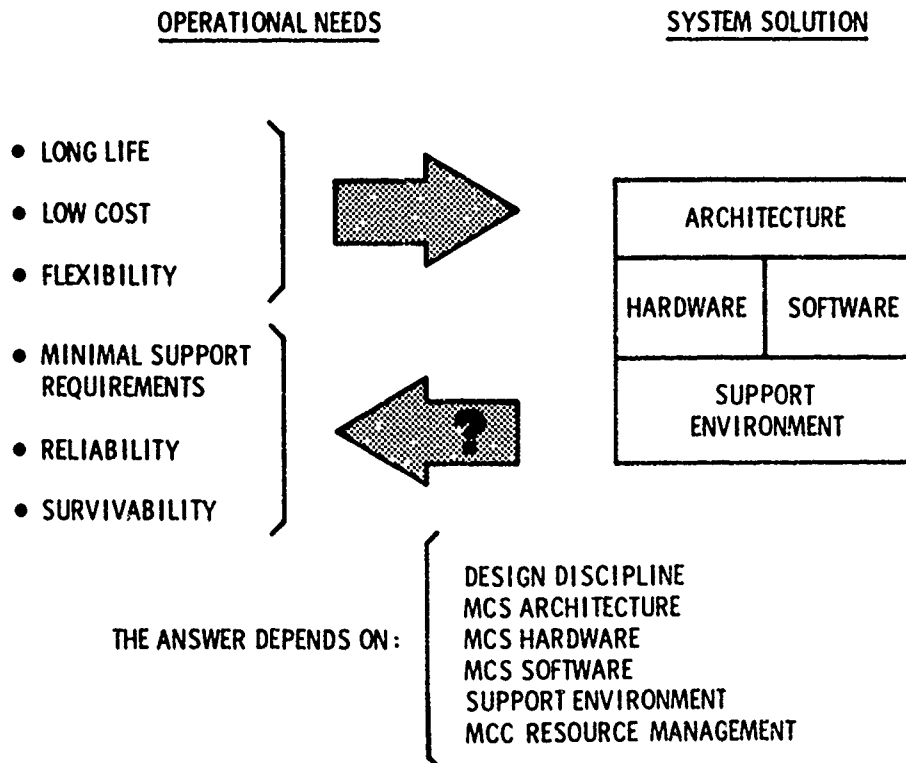 OPERATIONAL NEEDS
SYSTEM SOLUTION
• LONG LIFE
• LOW COST
• FLEXIBILITY
• MINIMAL SUPPORT
REQUIREMENTS
• RELIABILITY
• SURVIVABILITY
?
ARCHITECTURE
HARDWARE
SOFTWARE
SUPPORT
ENVIRONMENT
THE ANSWER DEPENDS ON:
DESIGN DISCIPLINE
MCS ARCHITECTURE
MCS HARDWARE
MCS SOFTWARE
SUPPORT ENVIRONMENT
MCC RESOURCE MANAGEMENT